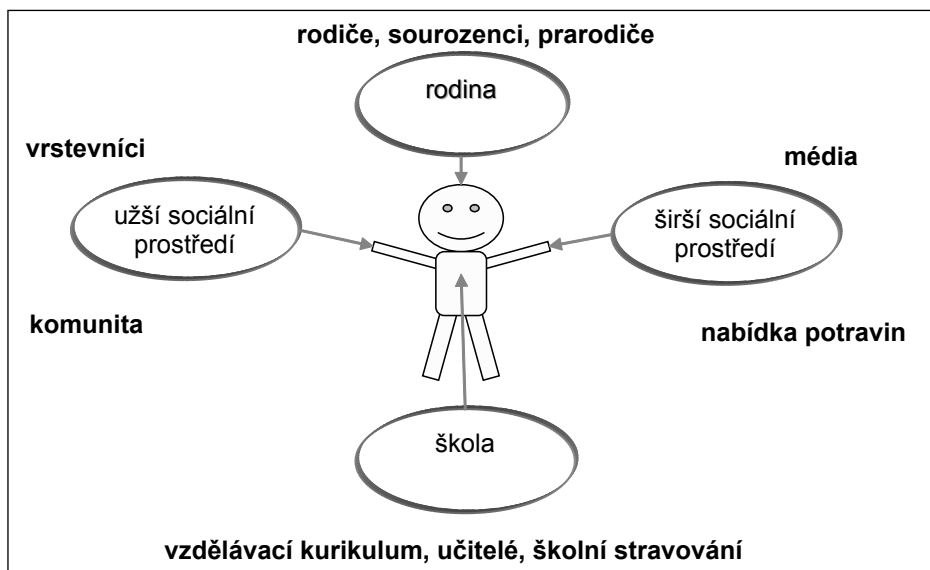 rodiče, sourozenci, prarodiče
rodina
vrstevníci
média
užší sociální
prostředí
širší sociální
prostředí
komunita
nabídka potravin
škola
vzdělávací kurikulum, učitelé, školní stravování